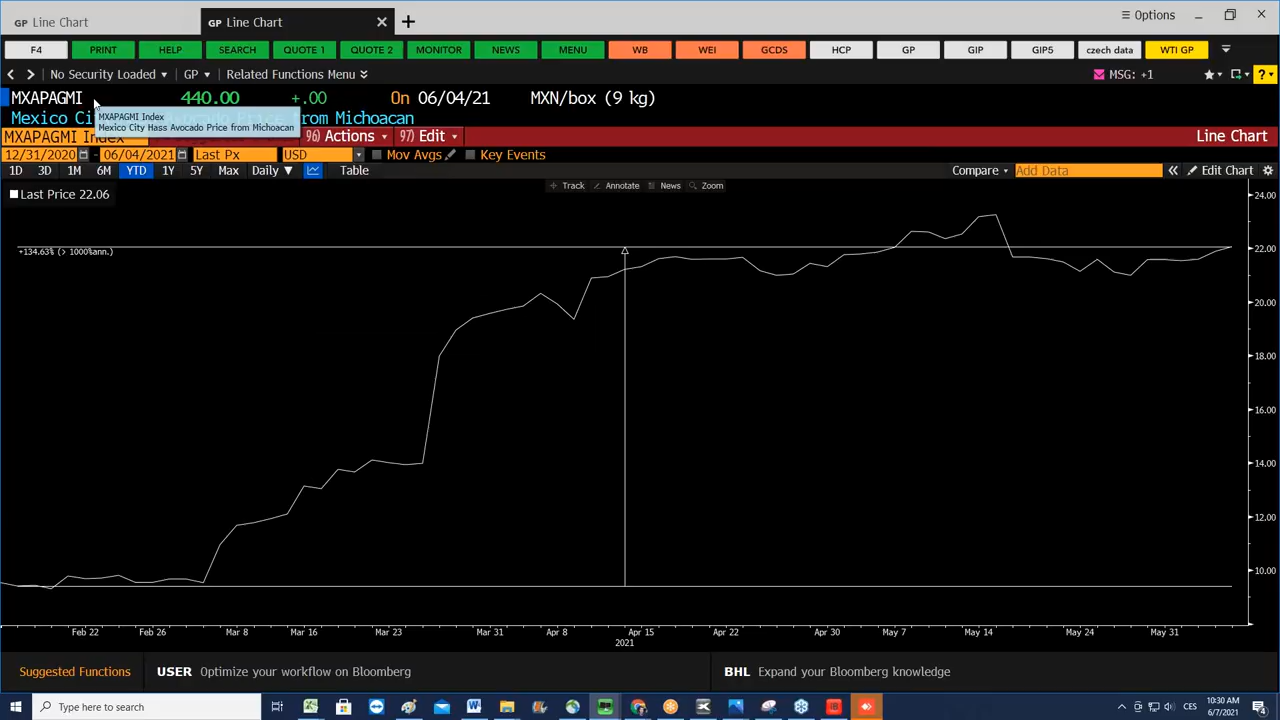 GP Line Chart
GP Line Chart
Options
F4 PRINT HELP SEARCH QUOTE 1 QUOTE 2 MONITOR NEWS MENU WB WEI GCDS HCP GP GIP GIP5 czech data WTI GP
No Security Loaded GP Related Functions Menu MSG: +1
MXAPAGMI 440.00 +.00 On 06/04/21 MXN/box (9 kg)
Mexico Ci from Michoacan
MXAPAGMI Index
Mexico City Hass Avocado Price from Michoacan
MXAPAGMI Index 96) Actions 97) Edit Line Chart
12/31/2020 - 06/04/2021 Last Px USD Mov Avgs Key Events
1D 3D 1M 6M YTD 1Y 5Y Max Daily Table Compare Add Data Edit Chart
Track Annotate News Zoom
Last Price 22.06
+134.63% (> 1000%ann.)
24.00
22.00
20.00
18.00
16.00
14.00
12.00
10.00
Feb 22 Feb 26 Mar 8 Mar 16 Mar 23 Mar 31 Apr 8 Apr 15 Apr 22 Apr 30 May 7 May 14 May 24 May 31
2021
Suggested Functions USER Optimize your workflow on Bloomberg BHL Expand your Bloomberg knowledge
Type here to search
CES
10:30 AM
6/7/2021